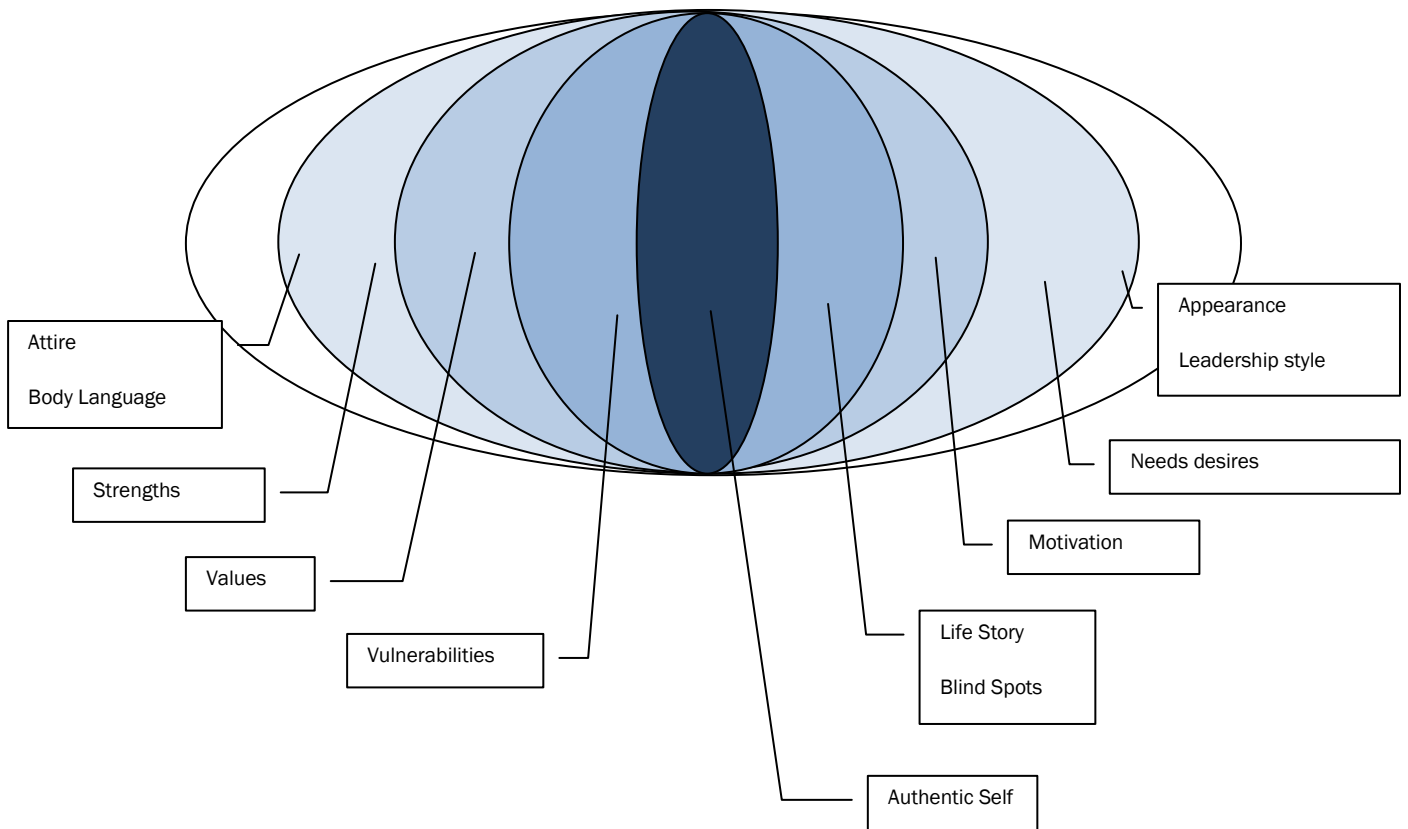 Attire
Body Language
Strengths
Values
Vulnerabilities
Appearance
Leadership style
Needs desires
Motivation
Life Story
Blind Spots
Authentic Self